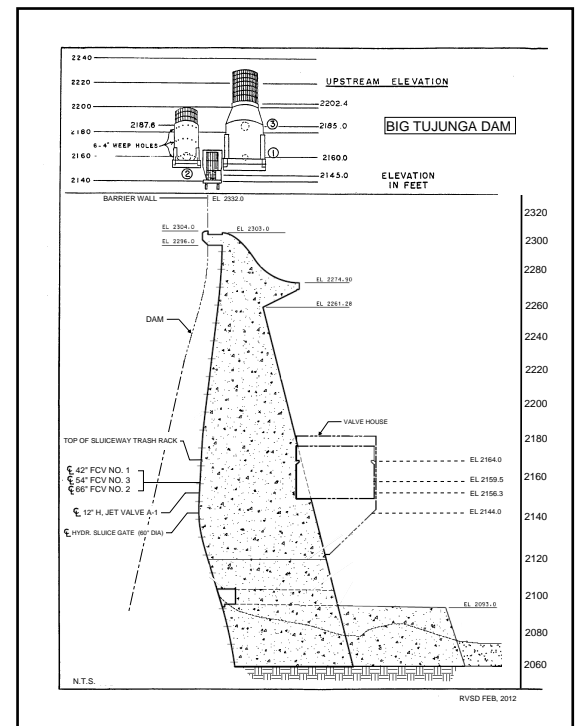 2240
2220
UPSTREAM ELEVATION
2202.4
2200
2187.6
③
2185.0
BIG TUJUNGA DAM
2180
6-4" WEEP HOLES
2160
①
2160.0
②
2145.0
ELEVATION
IN FEET
2140
BARRIER WALL
EL 2332.0
2320
EL 2304.0
EL 2303.0
2300
EL 2296.0
2280
EL 2274.90
EL 2261.28
2260
DAM
2240
2220
2200
VALVE HOUSE
2180
TOP OF SLUICEWAY TRASH RACK
EL 2164.0
℄ 42" FCV NO. 1
℄ 54" FCV NO. 3
EL 2159.5
2160
℄ 66" FCV NO. 2
EL 2156.3
℄ 12" H, JET VALVE A-1
EL 2144.0
2140
℄ HYDR. SLUICE GATE (60" DIA)
2120
2100
EL 2093.0
2080
2060
N.T.S.
RVSD FEB, 2012